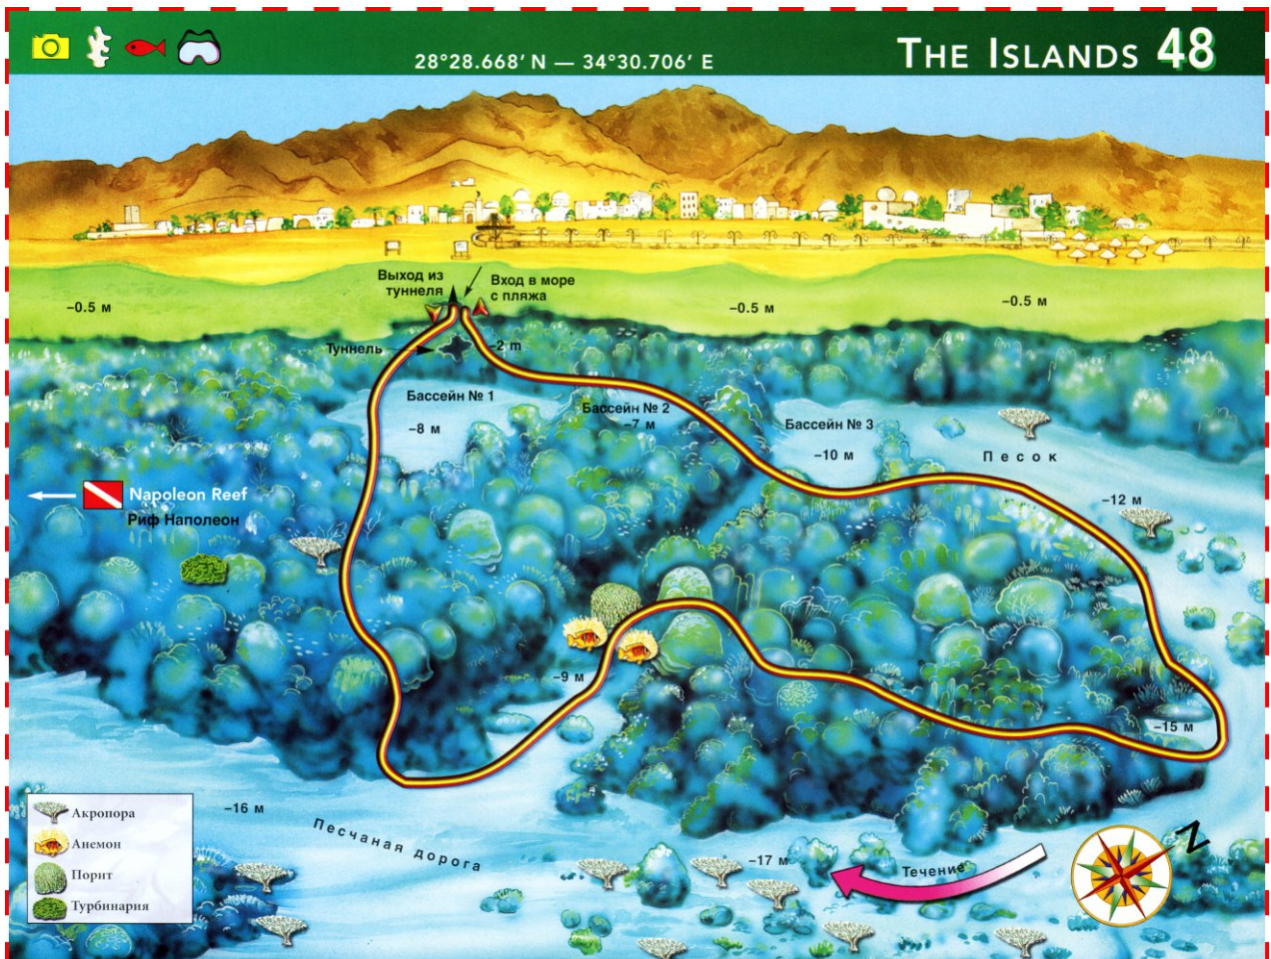 28°28.668' N — 34°30.706' E
THE ISLANDS 48
Выход из
туннеля
Вход в море
с пляжа
-0.5 м
-0.5 м
-0.5 м
Туннель
-2 m
Бассейн № 1
-8 м
Бассейн № 2
-7 м
Бассейн № 3
-10 м
Песок
-12 м
Napoleon Reef
Риф Наполеон
-9 м
-15 м
-16 м
Песчаная дорога
-17 м
Течение
N
Акропора
Анемон
Порит
Турбинария